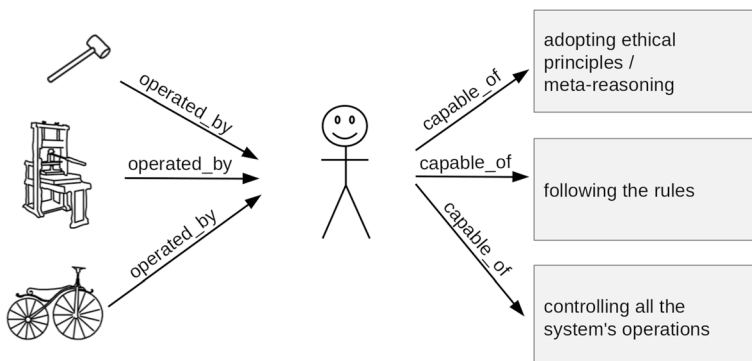 operated_by
operated_by
operated_by
capable_of
capable_of
capable_of
adopting ethical
principles /
meta-reasoning
following the rules
controlling all the
system's operations